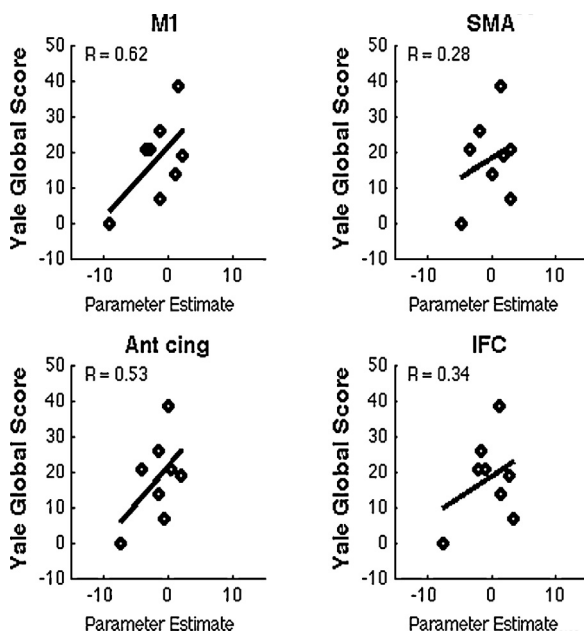 M1
R = 0.62
Yale Global Score
50
40
30
20
10
0
-10
-10 0 10
Parameter Estimate
SMA
R = 0.28
Yale Global Score
50
40
30
20
10
0
-10
-10 0 10
Parameter Estimate
Ant cing
R = 0.53
Yale Global Score
50
40
30
20
10
0
-10
-10 0 10
Parameter Estimate
IFC
R = 0.34
Yale Global Score
50
40
30
20
10
0
-10
-10 0 10
Parameter Estimate